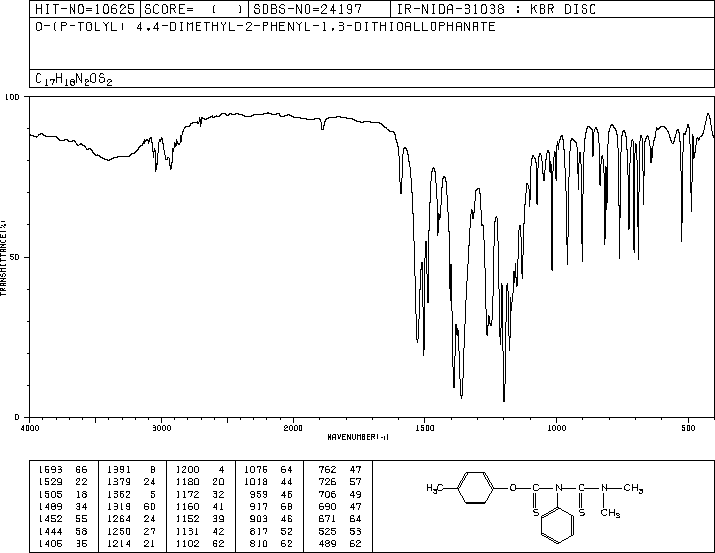 HIT-NO=10625 SCORE= ( ) SDBS-NO=24197 IR-NIDA-31038 : KBR DISC
O-(P-TOLYL) 4,4-DIMETHYL-2-PHENYL-1,3-DITHIOALLOPHANATE
C17H18N2OS2
100
50
0
TRANSMITTANCE(%)
4000 3000 2000 1500 1000 500
WAVENUMBER(-1)
1593 66 1391 8 1200 4 1076 64 762 47
1529 22 1379 24 1180 20 1018 44 726 57
1505 18 1362 5 1172 32 959 46 706 49
1489 34 1319 60 1160 41 917 68 690 47
1452 55 1264 24 1152 39 903 46 671 64
1444 58 1250 27 1131 42 817 52 525 53
1405 35 1214 21 1102 62 810 62 489 62
H3C O C N C N CH3
S S CH3